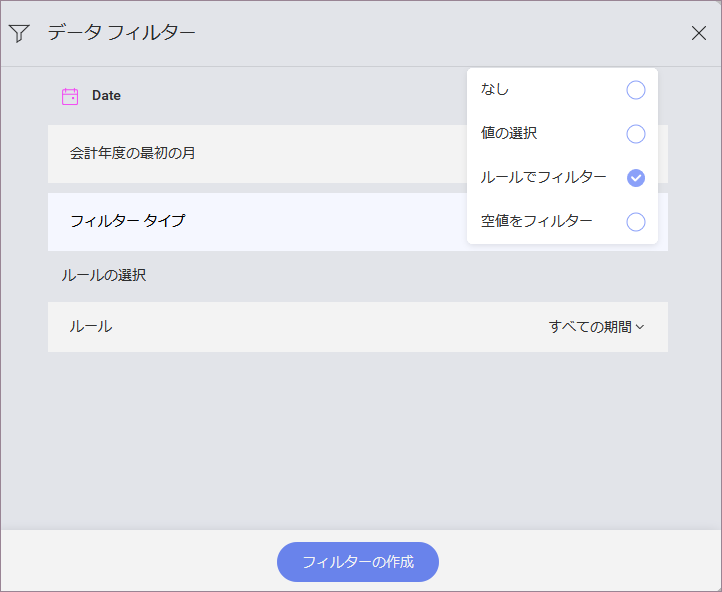 データ フィルター
Date
なし
会計年度の最初の月
値の選択
ルールでフィルター
フィルター タイプ
空値をフィルター
ルールの選択
ルール
すべての期間
フィルターの作成